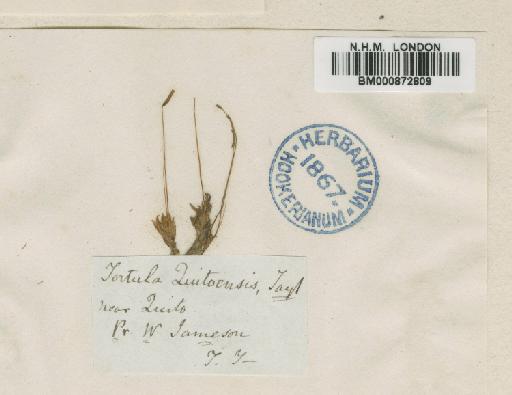 N.H.M. LONDON
BM000872809
HERBARIUM
HOOKERIANUM
1867.
Tortula Quitoensis, Tayl
near Quito
Pr W Jameson
T. T—